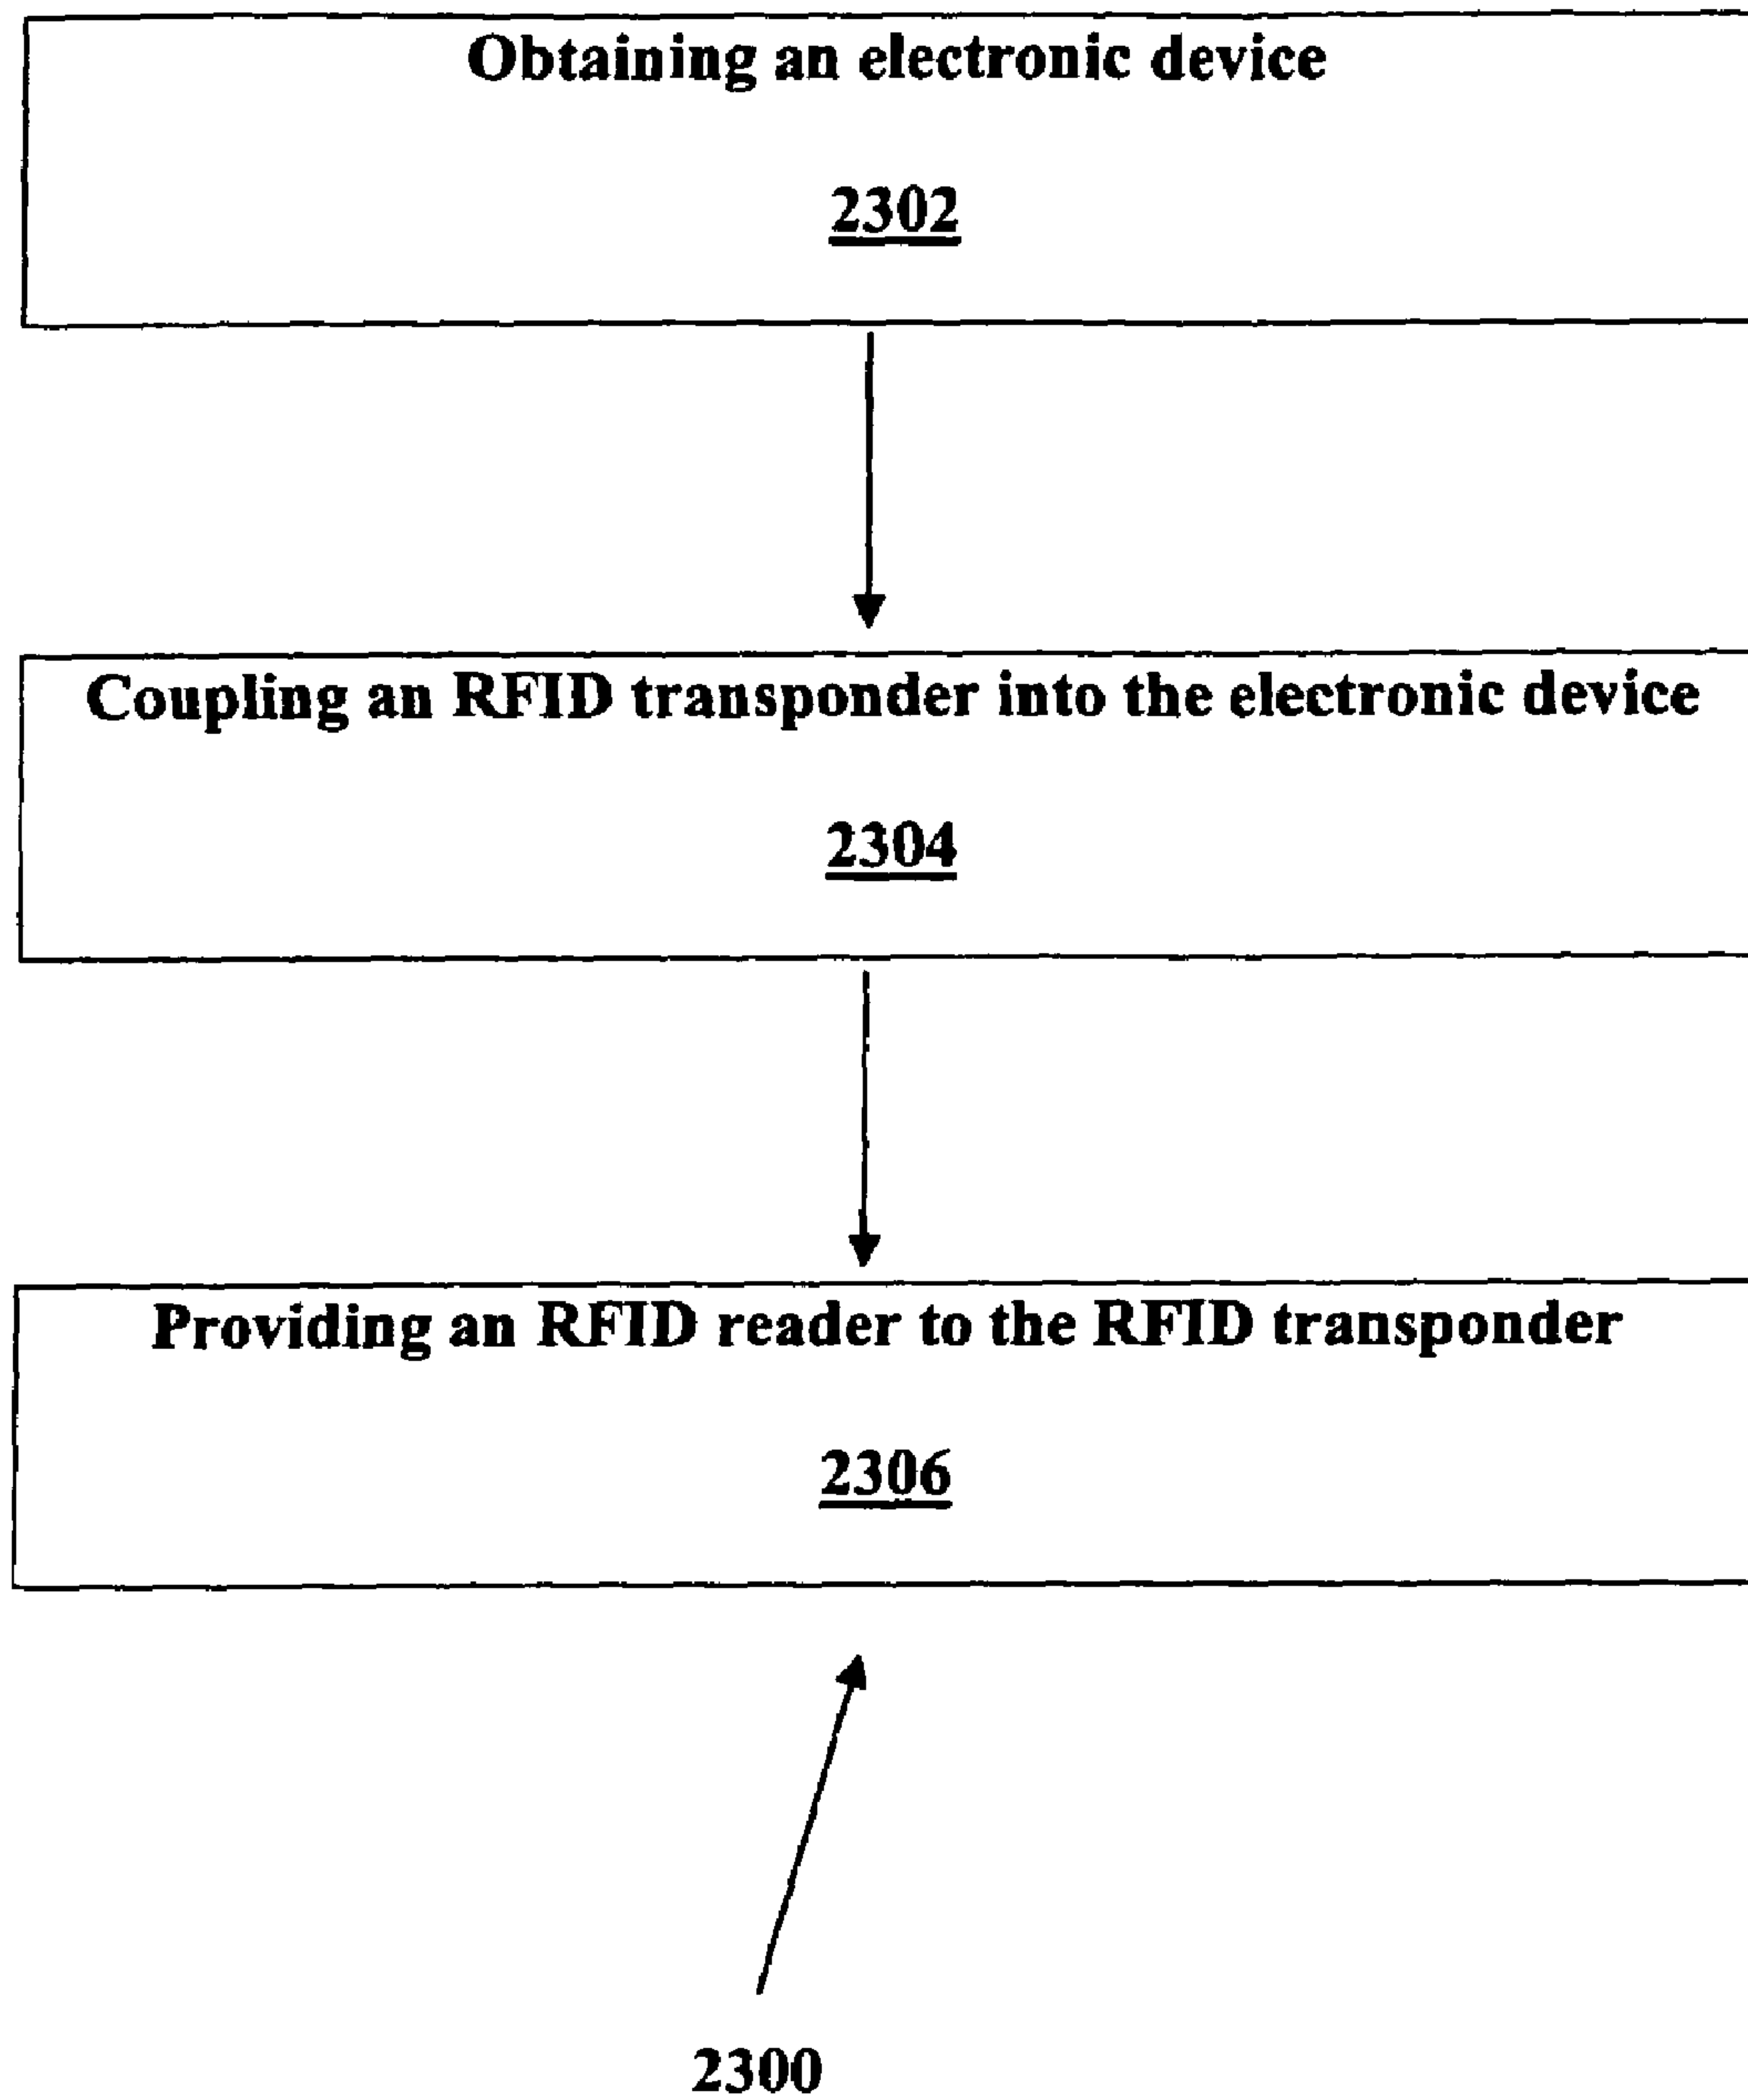 Obtaining an electronic device
2302
Coupling an RFID transponder into the electronic device
2304
Providing an RFID reader to the RFID transponder
2306
2300